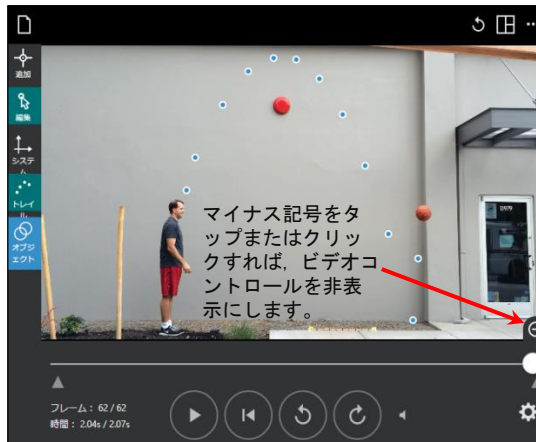 追加
編集
システ
ム
トレイ
ル
オブジ
ェクト
マイナス記号をタ
ップまたはクリッ
クすれば，ビデオコ
ントロールを非表
示にします。
フレーム： 62 / 62
時間： 2.04s / 2.07s